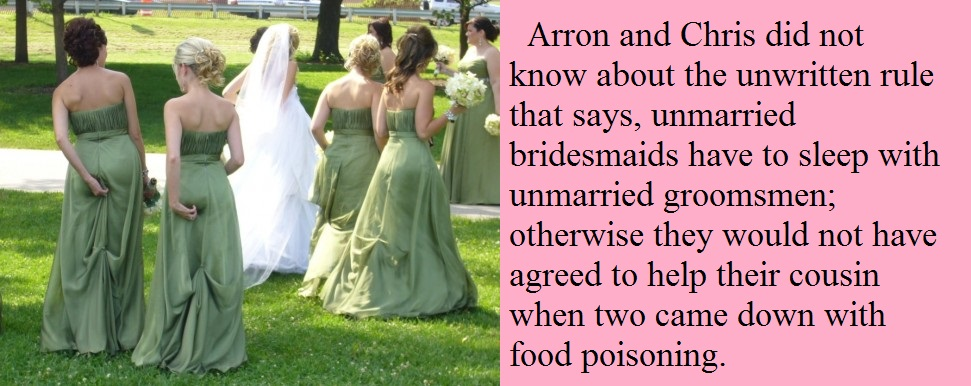 Arron and Chris did not
know about the unwritten rule
that says, unmarried
bridesmaids have to sleep with
unmarried groomsmen;
otherwise they would not have
agreed to help their cousin
when two came down with
food poisoning.